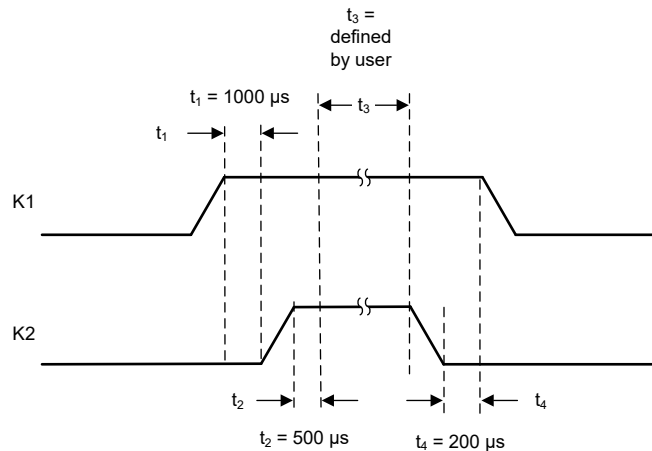 t₃ =
defined
by user
t₁ = 1000 µs
t₁
t₃
K1
K2
t₂
t₄
t₂ = 500 µs
t₄ = 200 µs